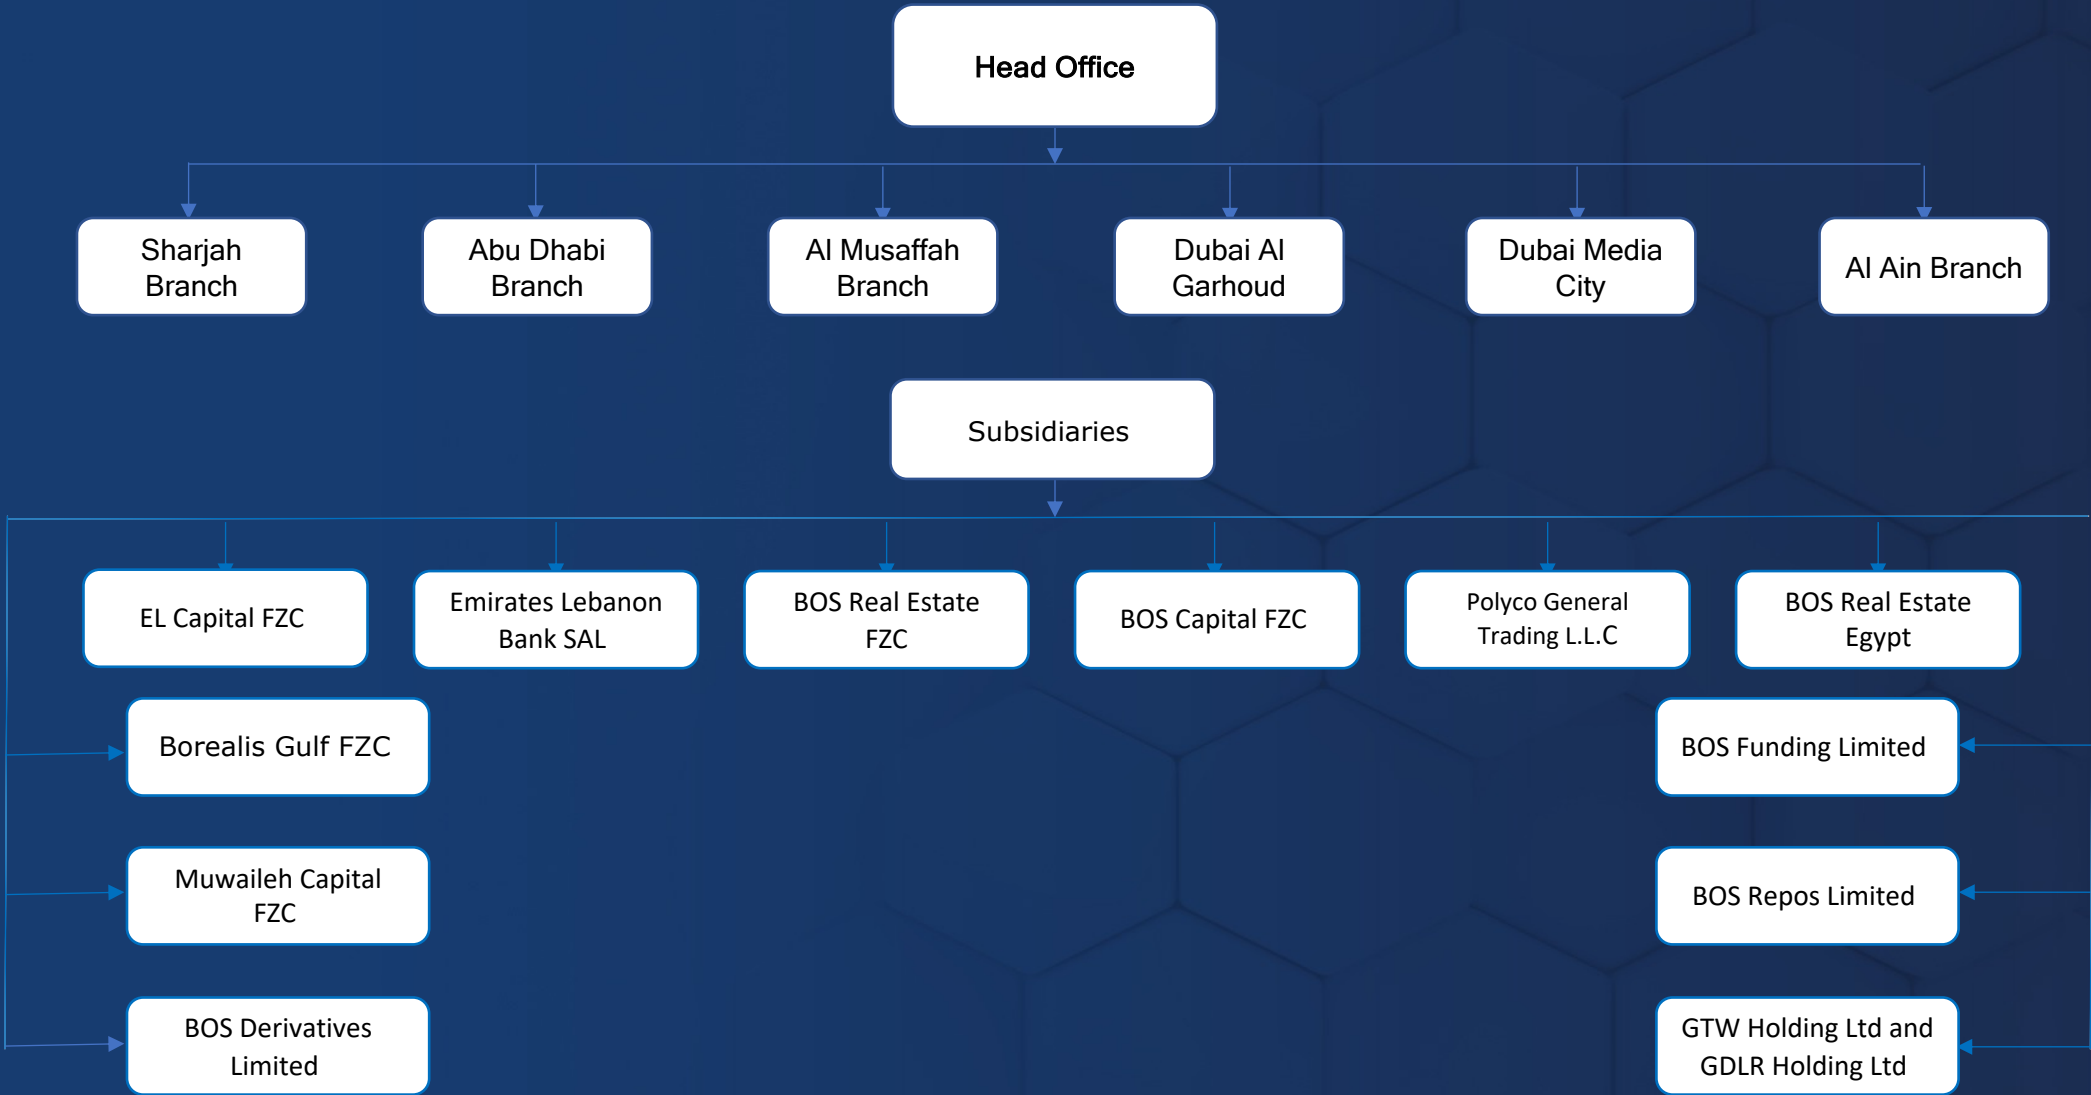 Head Office
Sharjah
Branch
Abu Dhabi
Branch
Al Musaffah
Branch
Dubai Al
Garhoud
Dubai Media
City
Al Ain Branch
Subsidiaries
EL Capital FZC
Emirates Lebanon
Bank SAL
BOS Real Estate
FZC
BOS Capital FZC
Polyco General
Trading L.L.C
BOS Real Estate
Egypt
Borealis Gulf FZC
BOS Funding Limited
Muwaileh Capital
FZC
BOS Repos Limited
BOS Derivatives
Limited
GTW Holding Ltd and
GDLR Holding Ltd